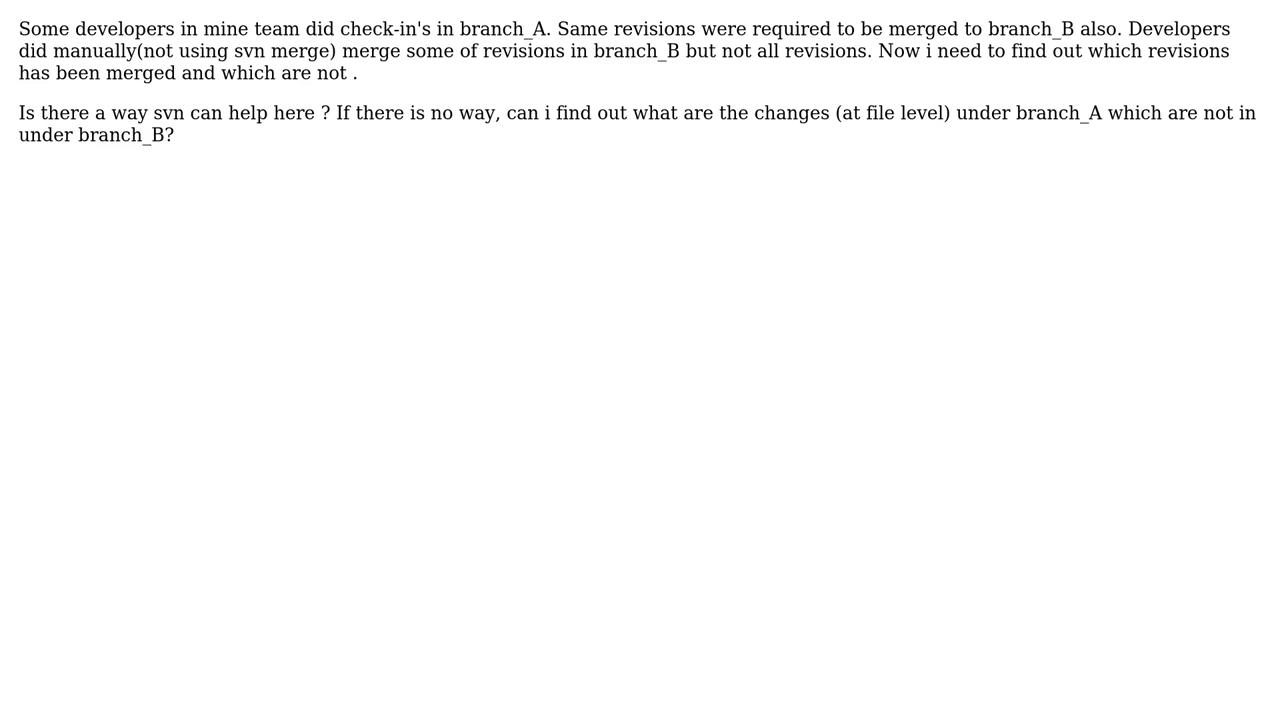 Some developers in mine team did check-in's in branch_A. Same revisions were required to be merged to branch_B also. Developers
did manually(not using svn merge) merge some of revisions in branch_B but not all revisions. Now i need to find out which revisions
has been merged and which are not .
Is there a way svn can help here ? If there is no way, can i find out what are the changes (at file level) under branch_A which are not in
under branch_B?